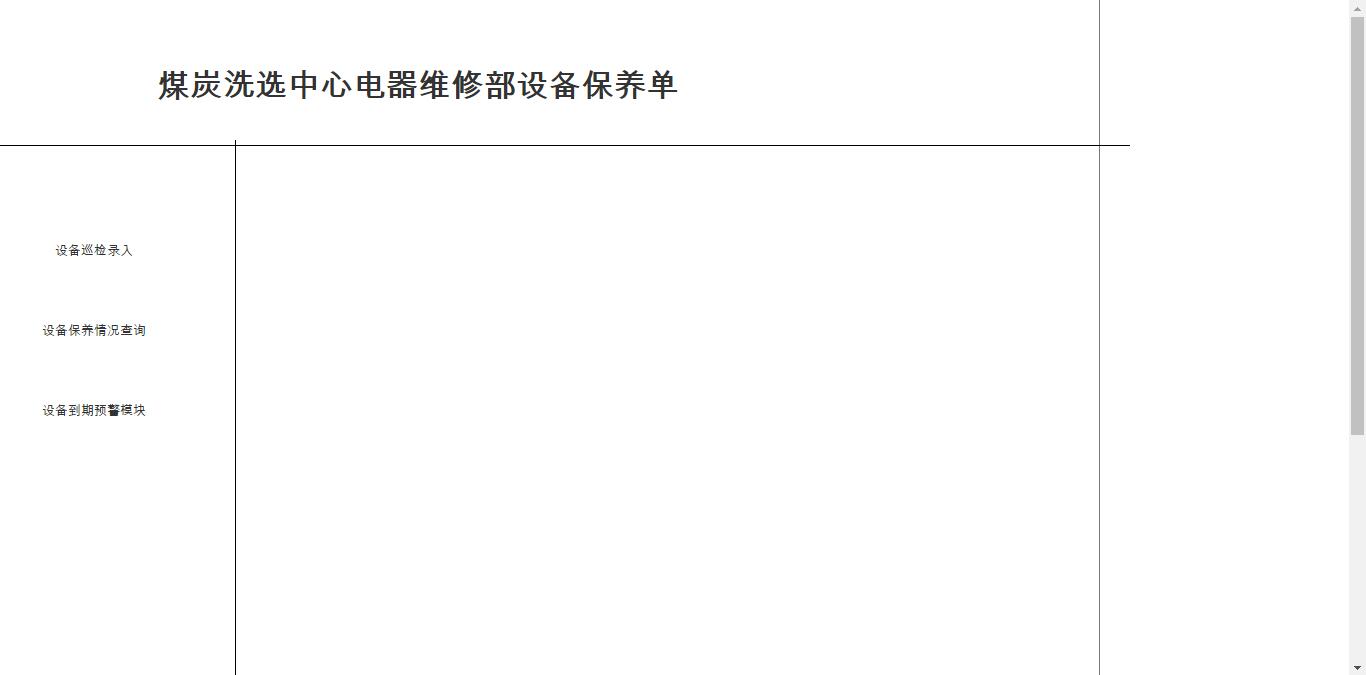 煤炭洗选中心电器维修部设备保养单
设备巡检录入
设备保养情况查询
设备到期预警模块